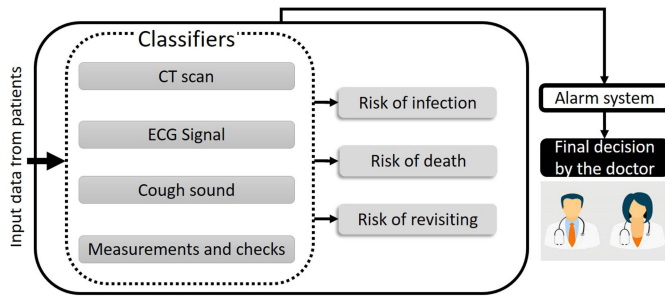 Input data from patients
Classifiers
CT scan
ECG Signal
Cough sound
Measurements and checks
Risk of infection
Risk of death
Risk of revisiting
Alarm system
Final decision
by the doctor